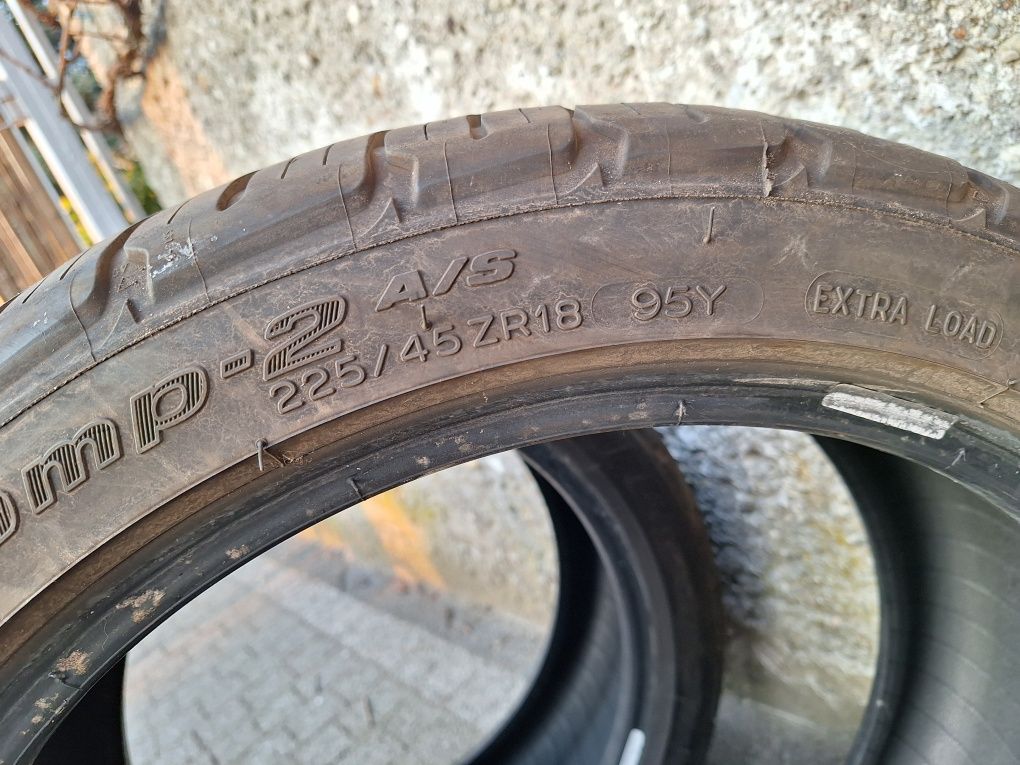 omp-2 A/S
225/45ZR18 95Y EXTRA LOAD